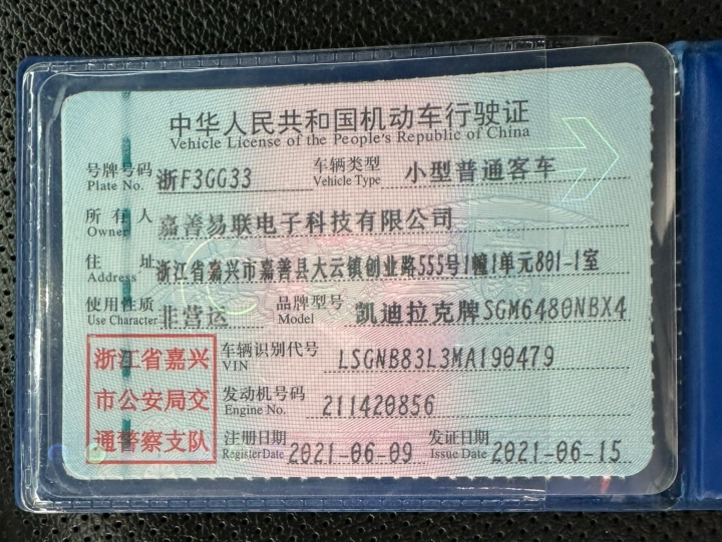 中华人民共和国机动车行驶证
Vehicle License of the People's Republic of China
号牌号码 浙F3GG33 车辆类型 小型普通客车
Plate No. Vehicle Type
所有人 嘉善易联电子科技有限公司
Owner
住址 浙江省嘉兴市嘉善县大云镇创业路555号1幢1单元801-1室
Address
使用性质 非营运 品牌型号 凯迪拉克牌SGM6480NBX4
Use Character Model
浙江省嘉兴
市公安局交
通警察支队
车辆识别代号 LSGNB83L3MA190479
VIN
发动机号码 211420856
Engine No.
注册日期 2021-06-09 发证日期 2021-06-15
Register Date Issue Date